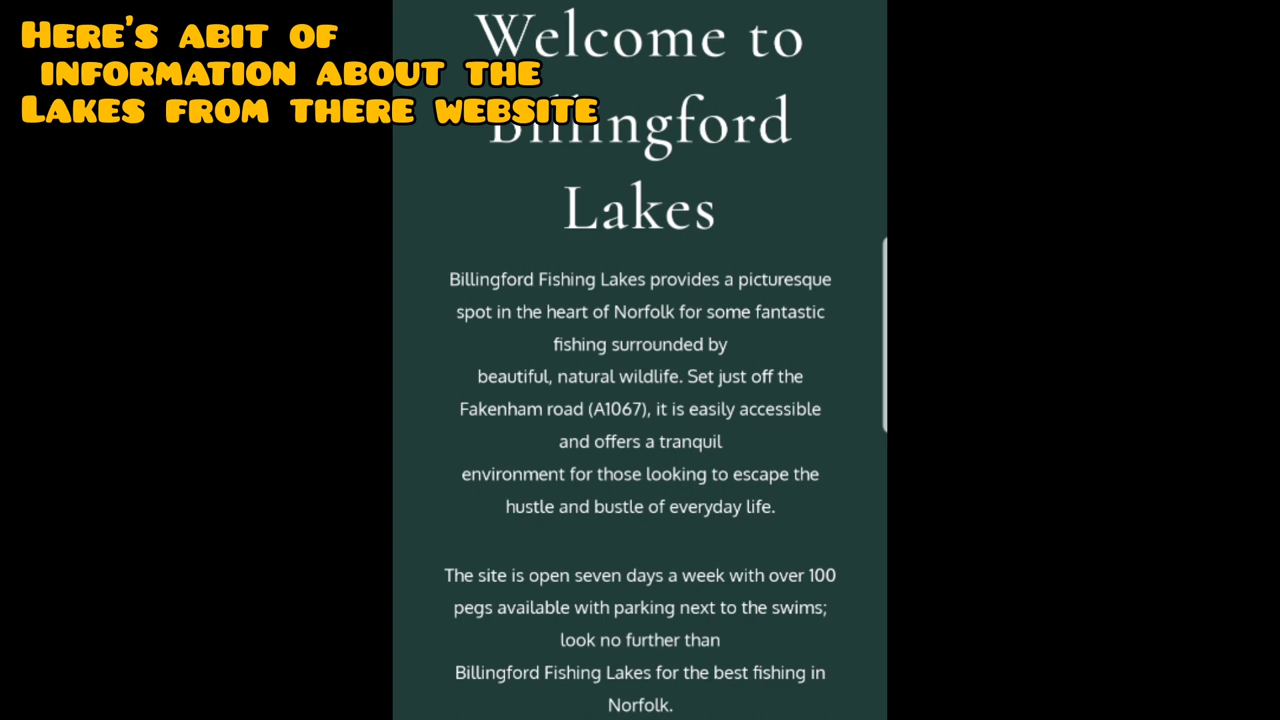 Here's abit of
information about the
Lakes from there website
Welcome to
Billingford
Lakes
Billingford Fishing Lakes provides a picturesque
spot in the heart of Norfolk for some fantastic
fishing surrounded by
beautiful, natural wildlife. Set just off the
Fakenham road (A1067), it is easily accessible
and offers a tranquil
environment for those looking to escape the
hustle and bustle of everyday life.
The site is open seven days a week with over 100
pegs available with parking next to the swims;
look no further than
Billingford Fishing Lakes for the best fishing in
Norfolk.